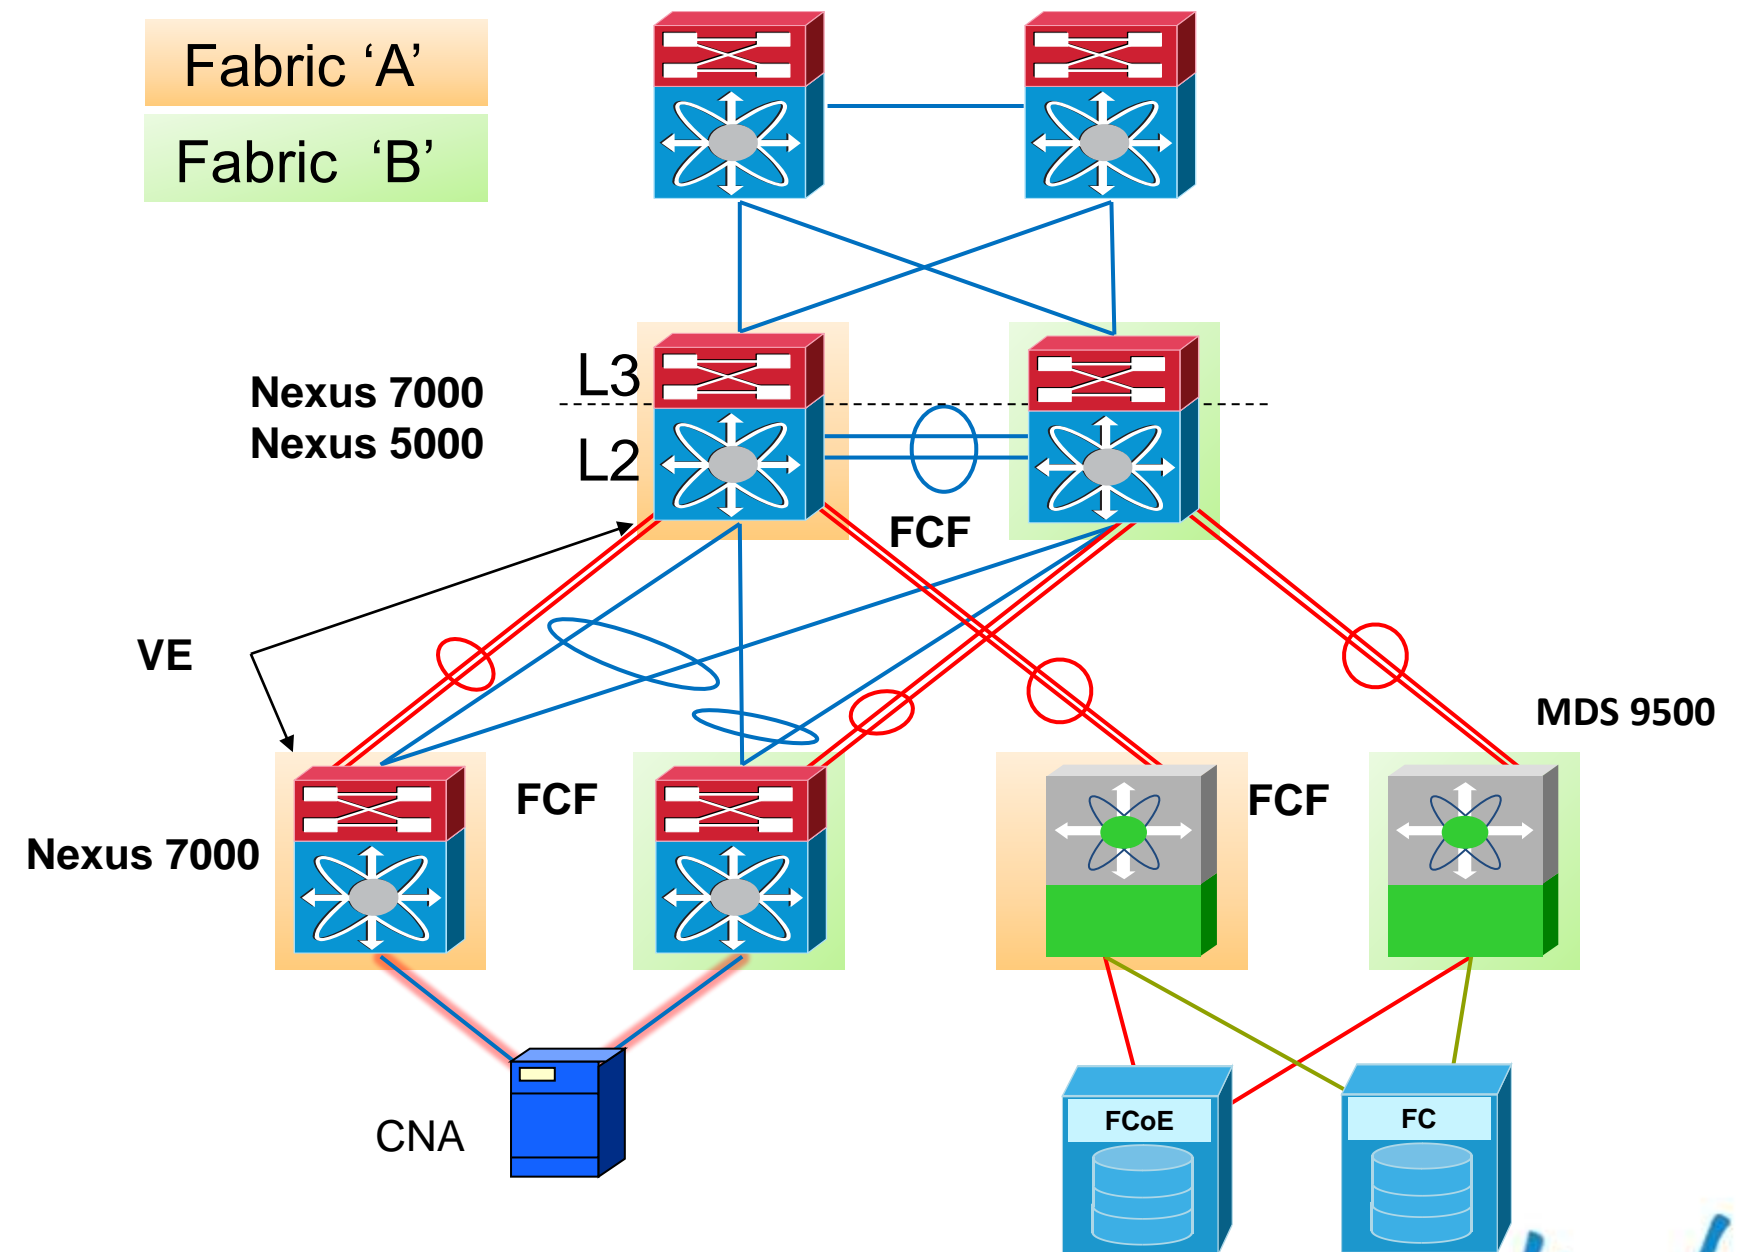 Fabric ‘A’
Fabric ‘B’
L3
Nexus 7000
Nexus 5000
L2
FCF
VE
MDS 9500
FCF
FCF
Nexus 7000
CNA
FCoE
FC